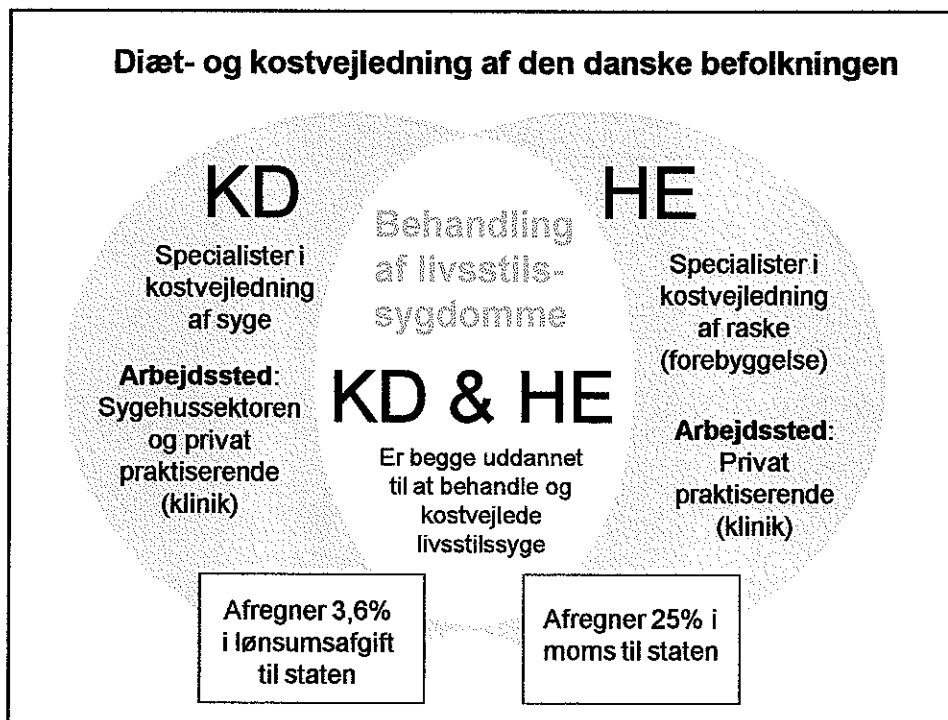 Diæt- og kostvejledning af den danske befolkningen
KD
Specialister i
kostvejledning
af syge
Arbejdssted:
Sygehussektoren
og privat
praktiserende
(klinik)
Behandling
af livsstils-
sygdomme
KD & HE
Er begge uddannet
til at behandle og
kostvejlede
livsstilssyge
HE
Specialister i
kostvejledning
af raske
(forebyggelse)
Arbejdssted:
Privat
praktiserende
(klinik)
Afregner 3,6%
i lønsumsafgift
til staten
Afregner 25% i
moms til staten